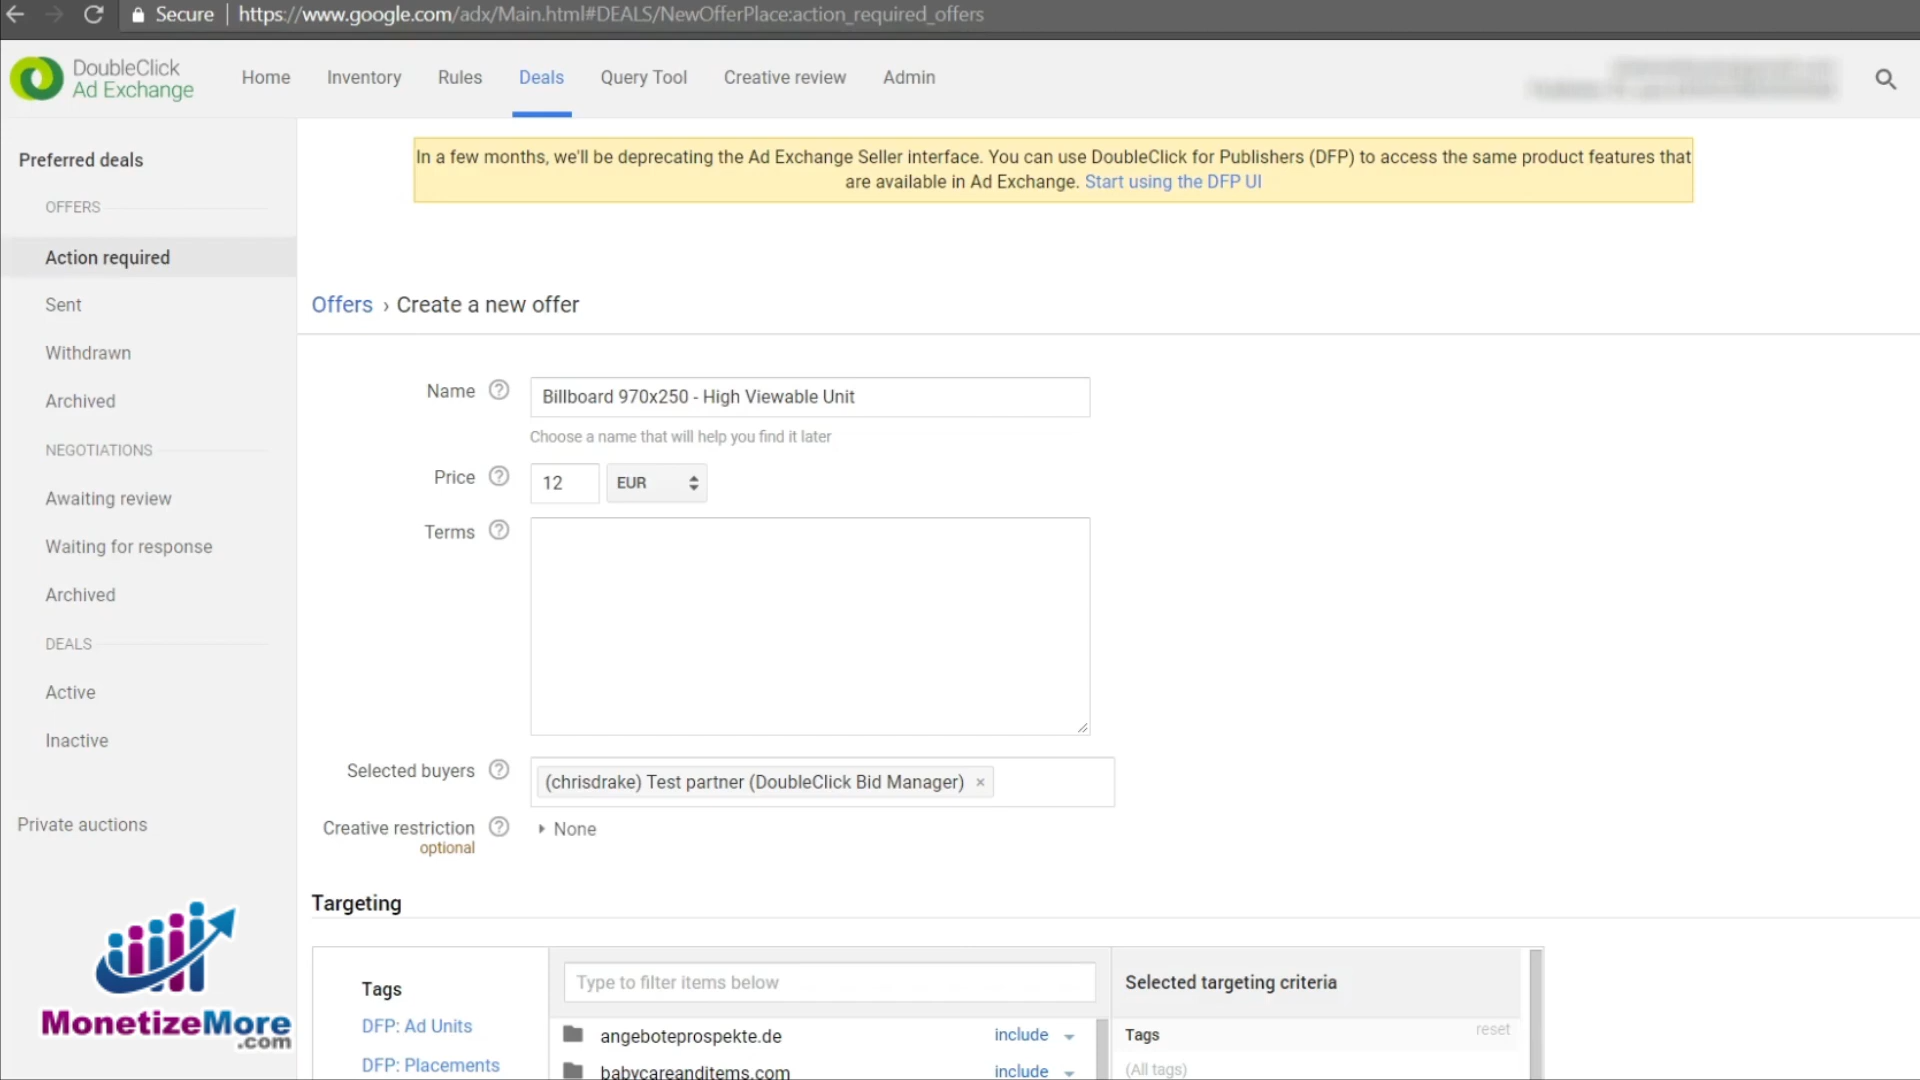 Secure | https://www.google.com/adx/Main.html#DEALS/NewOfferPlace:action_required_offers
DoubleClick
Ad Exchange
Home
Inventory
Rules
Deals
Query Tool
Creative review
Admin
Preferred deals
OFFERS
Action required
Sent
Withdrawn
Archived
NEGOTIATIONS
Awaiting review
Waiting for response
Archived
DEALS
Active
Inactive
Private auctions
MonetizeMore
.com
In a few months, we'll be deprecating the Ad Exchange Seller interface. You can use DoubleClick for Publishers (DFP) to access the same product features that
are available in Ad Exchange. Start using the DFP UI
Offers › Create a new offer
Name ? Billboard 970x250 - High Viewable Unit
Choose a name that will help you find it later
Price ? 12 EUR
Terms ?
Selected buyers ? (chrisdrake) Test partner (DoubleClick Bid Manager) ×
Creative restriction ? None
optional
Targeting
Tags
DFP: Ad Units
DFP: Placements
Type to filter items below
angeboteprospekte.de include
babycareanditems.com include
Selected targeting criteria
Tags reset
(All tags)